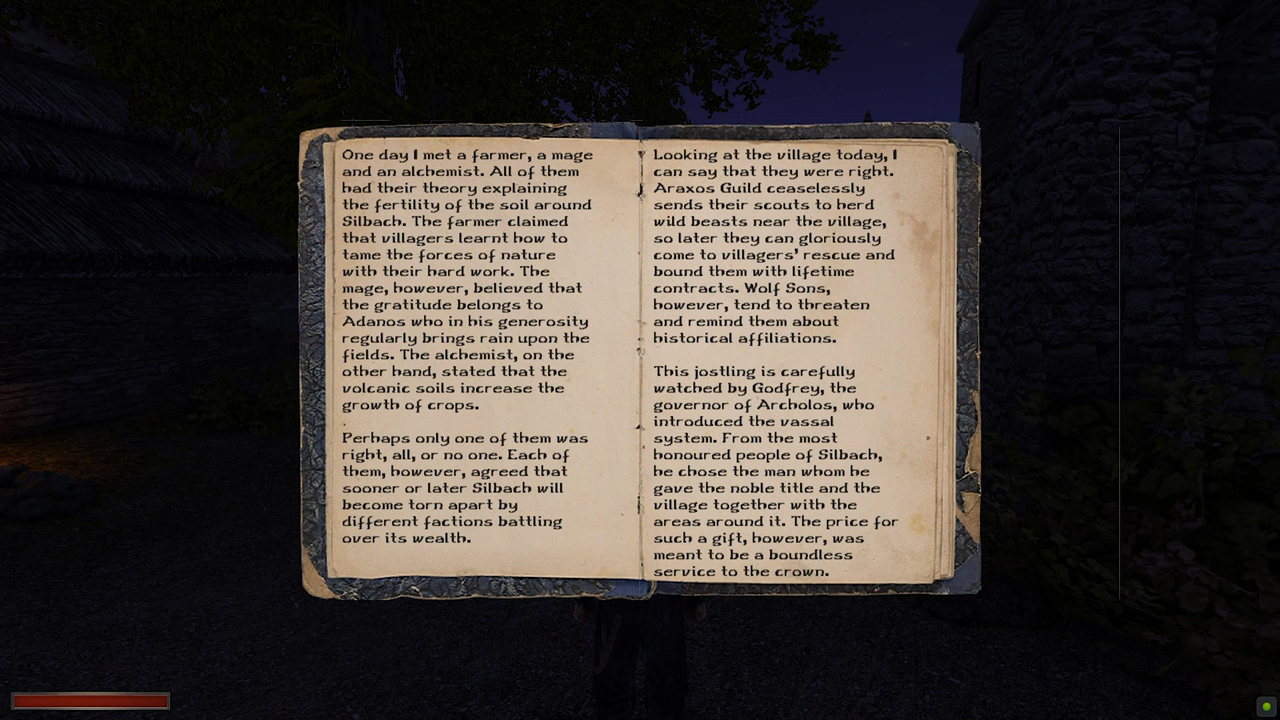 One day I met a farmer, a mage
and an alchemist. All of them
had their theory explaining
the fertility of the soil around
Silbach. The farmer claimed
that villagers learnt how to
tame the forces of nature
with their hard work. The
mage, however, believed that
the gratitude belongs to
Adanos who in his generosity
regularly brings rain upon the
fields. The alchemist, on the
other hand, stated that the
volcanic soils increase the
growth of crops.
Perhaps only one of them was
right, all, or no one. Each of
them, however, agreed that
sooner or later Silbach will
become torn apart by
different factions battling
over its wealth.
Looking at the village today, I
can say that they were right.
Araxos Guild ceaselessly
sends their scouts to herd
wild beasts near the village,
so later they can gloriously
come to villagers' rescue and
bound them with lifetime
contracts. Wolf Sons,
however, tend to threaten
and remind them about
historical affiliations.
This jostling is carefully
watched by Godfrey, the
governor of Archolos, who
introduced the vassal
system. From the most
honoured people of Silbach,
he chose the man whom he
gave the noble title and the
village together with the
areas around it. The price for
such a gift, however, was
meant to be a boundless
service to the crown.